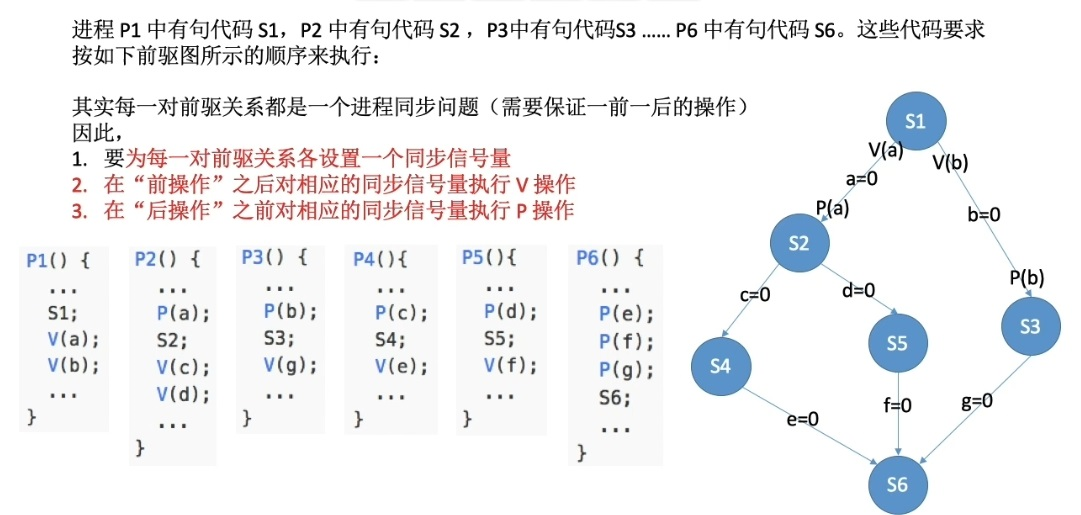 进程 P1 中有句代码 S1，P2 中有句代码 S2 ，P3中有句代码S3 ...... P6 中有句代码 S6。这些代码要求
按如下前驱图所示的顺序来执行：
其实每一对前驱关系都是一个进程同步问题（需要保证一前一后的操作）
因此，
1. 要为每一对前驱关系各设置一个同步信号量
2. 在“前操作”之后对相应的同步信号量执行 V 操作
3. 在“后操作”之前对相应的同步信号量执行 P 操作
P1() {
...
S1;
V(a);
V(b);
...
}
P2() {
...
P(a);
S2;
V(c);
V(d);
...
}
P3() {
...
P(b);
S3;
V(g);
...
}
P4(){
...
P(c);
S4;
V(e);
...
}
P5(){
...
P(d);
S5;
V(f);
...
}
P6() {
...
P(e);
P(f);
P(g);
S6;
...
}
S1
V(a)
V(b)
a=0
P(a)
b=0
S2
P(b)
c=0
d=0
S3
S5
S4
f=0
g=0
e=0
S6